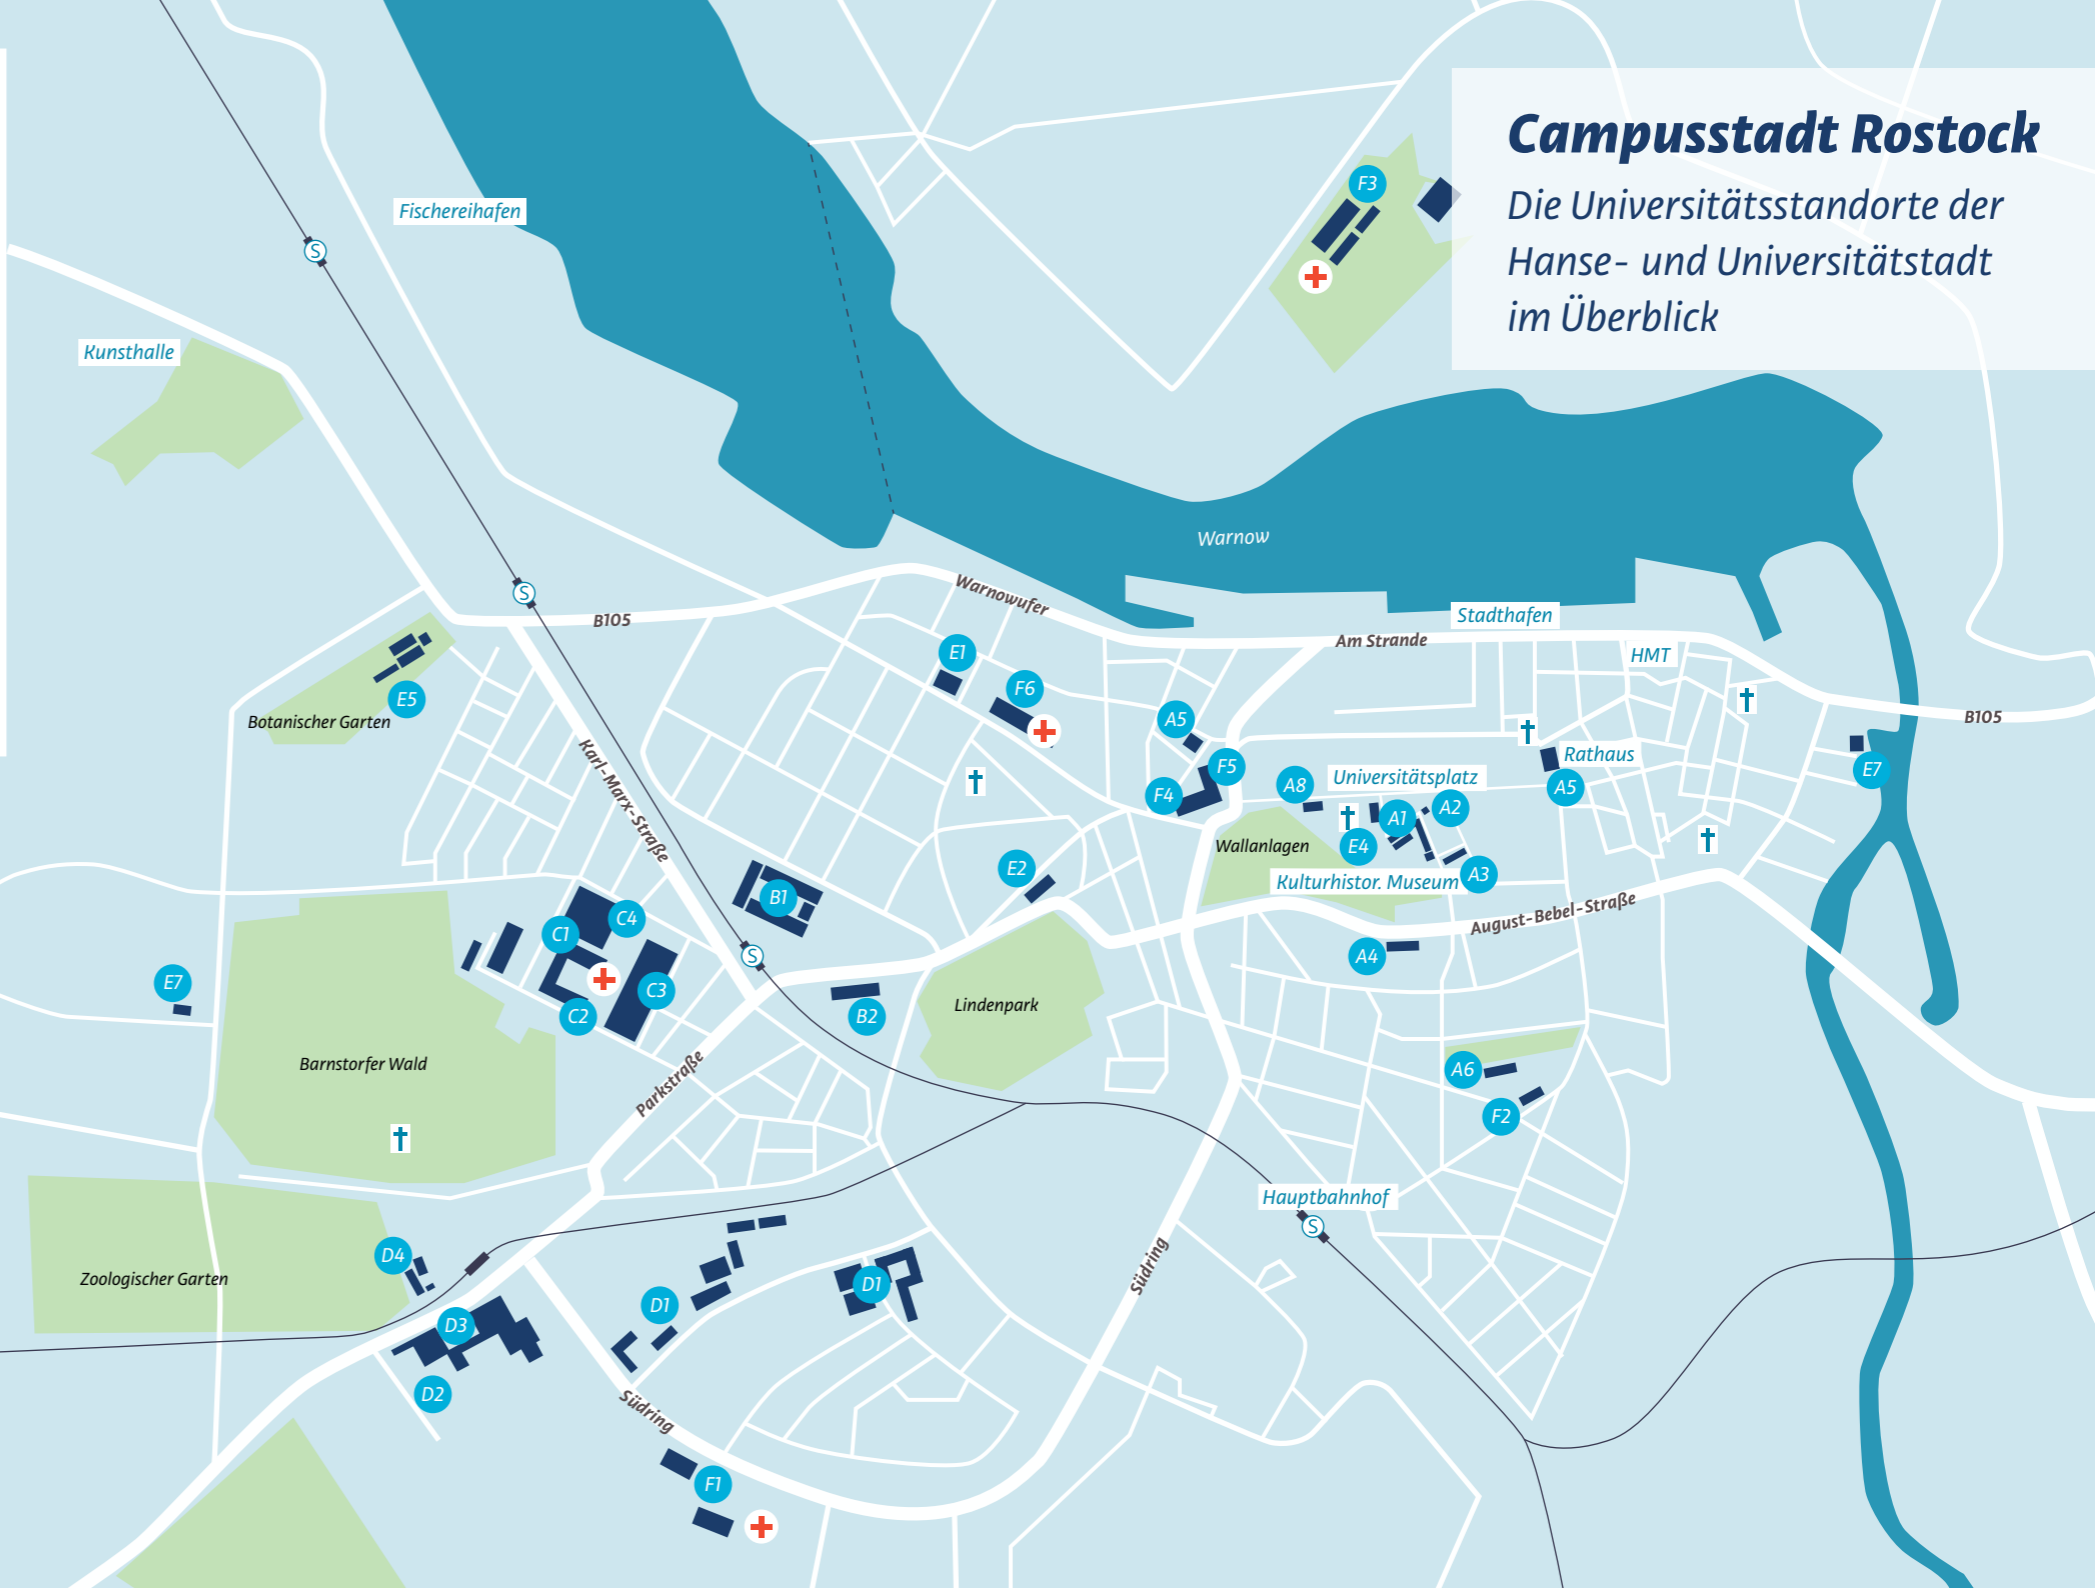 Campusstadt Rostock
Die Universitätsstandorte der
Hanse- und Universitätstadt
im Überblick
F3
Fischereihafen
S
Kunsthalle
Warnow
S
B105
Warnowufer
Stadthafen
Am Strande
HMT
E1
F6
E5
Botanischer Garten
A5
B105
Karl-Marx-Straße
F5
F4
Rathaus
Universitätsplatz
A8
A5
E7
A1
A2
E4
Wallanlagen
E2
Kulturhistor. Museum
A3
B1
C4
C1
August-Bebel-Straße
S
A4
E7
C3
C2
B2
Lindenpark
Barnstorfer Wald
Parkstraße
A6
F2
Hauptbahnhof
S
D4
Zoologischer Garten
Südring
D1
D1
D3
D2
Südring
F1